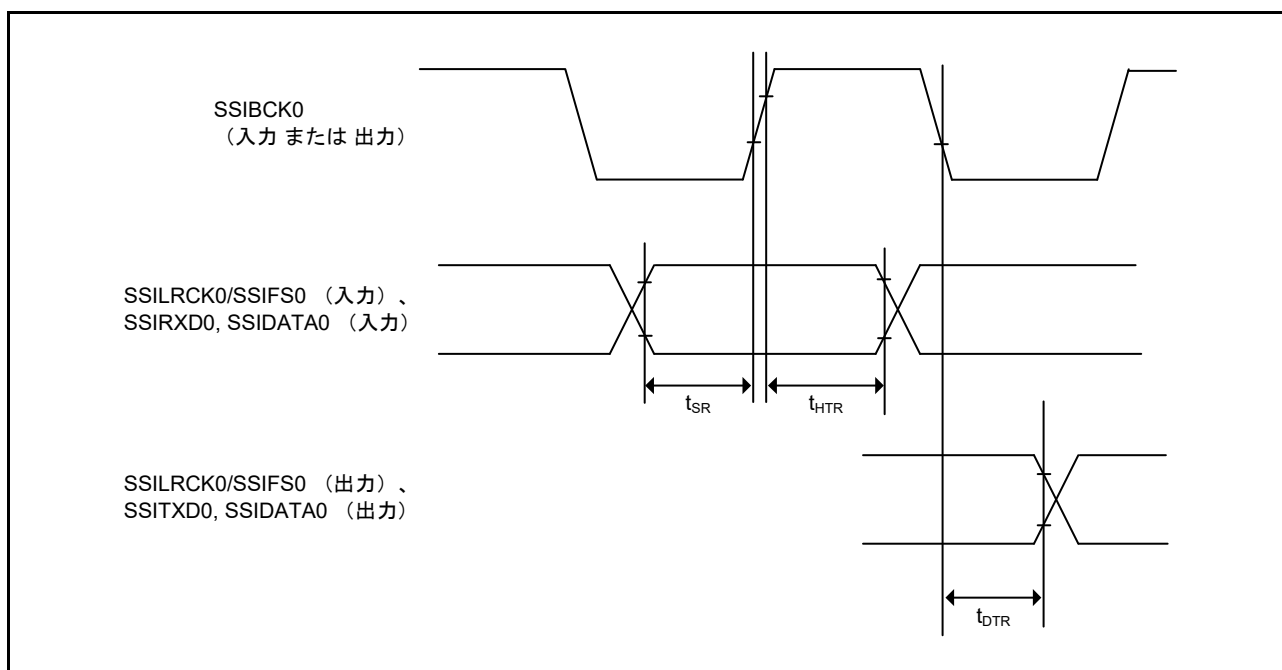 SSIBCK0
（入力 または 出力）
SSILRCK0/SSIFS0 （入力）、
SSIRXD0, SSIDATA0 （入力）
tSR
tHTR
SSILRCK0/SSIFS0 （出力）、
SSITXD0, SSIDATA0 （出力）
tDTR